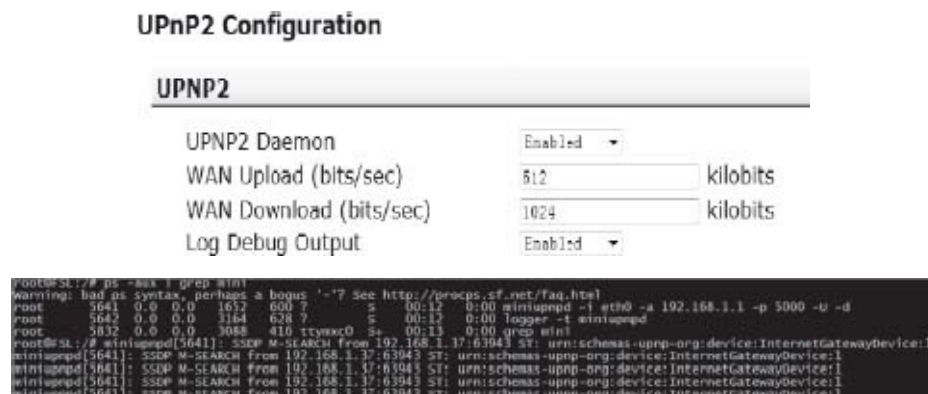 UPnP2 Configuration
UPNP2
UPNP2 Daemon Enabled
WAN Upload (bits/sec) 512 kilobits
WAN Download (bits/sec) 1024 kilobits
Log Debug Output Enabled
root@FSL:/# ps -aux | grep mini
warning: bad ps syntax, perhaps a bogus '-'? See http://procps.sf.net/faq.html
root 5641 0.0 0.0 1652 600 ? S 00:12 0:00 miniupnpd -i eth0 -a 192.168.1.1 -p 5000 -U -d
root 5642 0.0 0.0 3164 628 ? S 00:12 0:00 logger -t miniupnpd
root 5832 0.0 0.0 3088 416 ttymxc0 S+ 00:13 0:00 grep mini
root@FSL:/# miniupnpd[5641]: SSDP M-SEARCH from 192.168.1.37:63943 ST: urn:schemas-upnp-org:device:InternetGatewayDevice:1
miniupnpd[5641]: SSDP M-SEARCH from 192.168.1.37:63943 ST: urn:schemas-upnp-org:device:InternetGatewayDevice:1
miniupnpd[5641]: SSDP M-SEARCH from 192.168.1.37:63943 ST: urn:schemas-upnp-org:device:InternetGatewayDevice:1
miniupnpd[5641]: SSDP M-SEARCH from 192.168.1.37:63943 ST: urn:schemas-upnp-org:device:InternetGatewayDevice:1